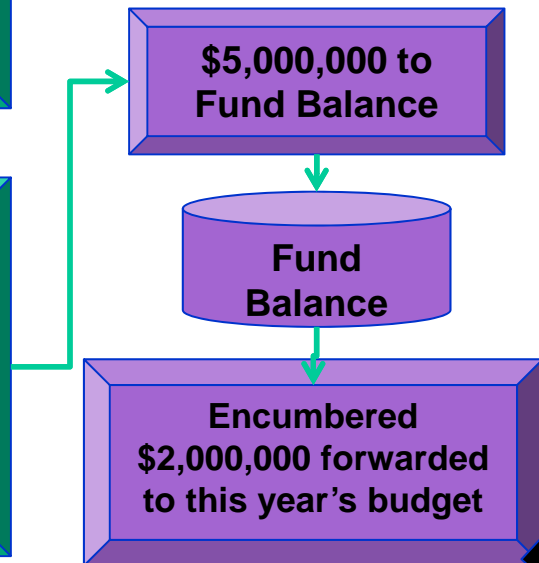 $5,000,000 to
Fund Balance
Fund
Balance
Encumbered
$2,000,000 forwarded
to this year’s budget